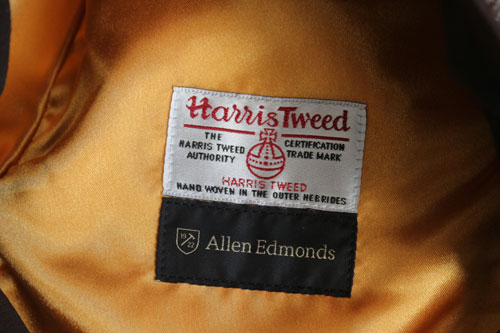 Harris Tweed
THE CERTIFICATION
HARRIS TWEED TRADE MARK
AUTHORITY
HARRIS TWEED
HAND WOVEN IN THE OUTER HEBRIDES
19 22 Allen Edmonds